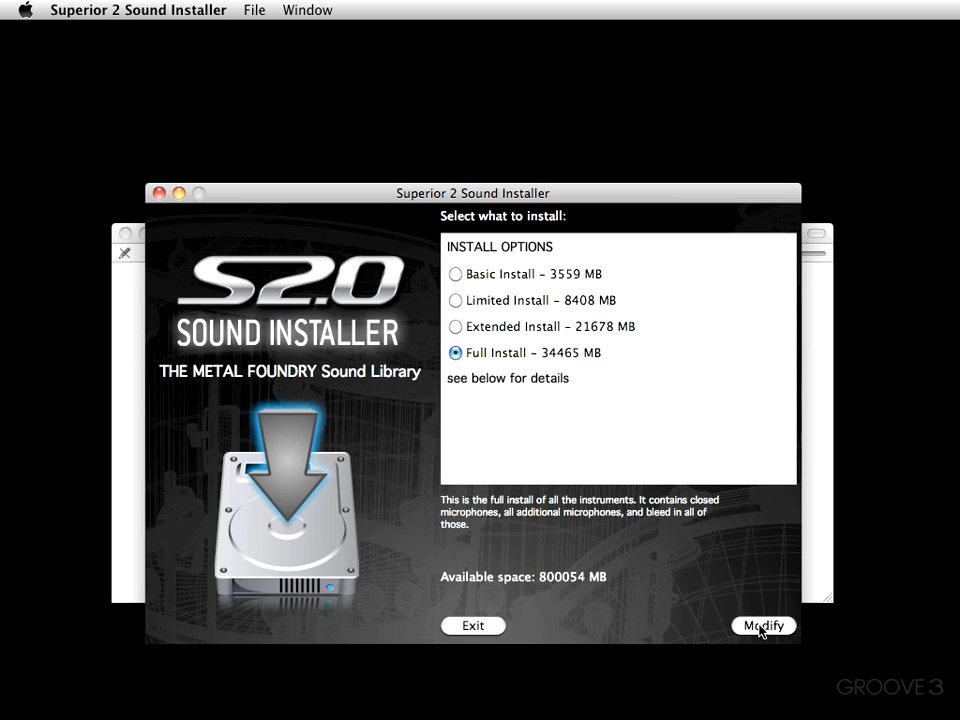 Superior 2 Sound Installer File Window
Superior 2 Sound Installer
Select what to install:
INSTALL OPTIONS
Basic Install - 3559 MB
Limited Install - 8408 MB
Extended Install - 21678 MB
Full Install - 34465 MB
see below for details
S2.0
SOUND INSTALLER
THE METAL FOUNDRY Sound Library
This is the full install of all the instruments. It contains closed
microphones, all additional microphones, and bleed in all of
those.
Available space: 800054 MB
Exit
Modify
GROOVE3